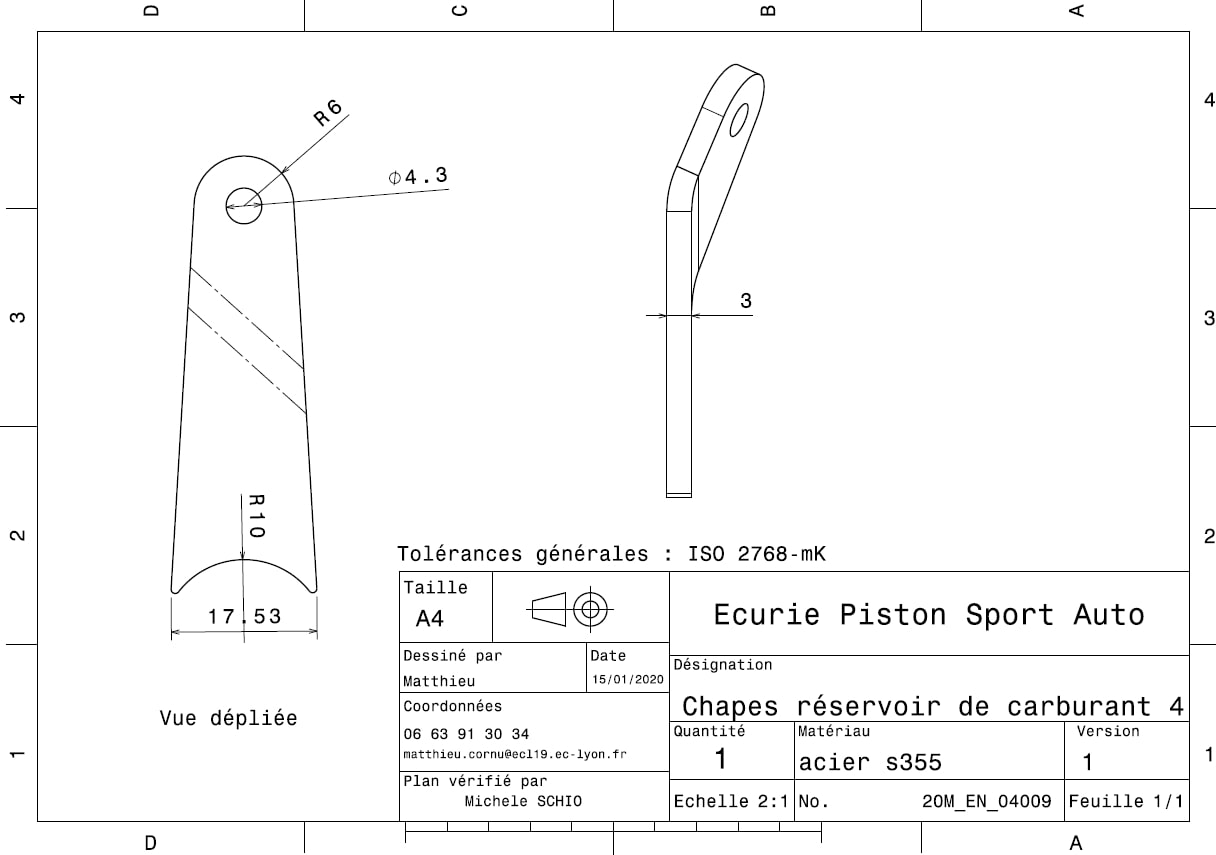 D C B A
4 4
R6
⌀4.3
3 3
3
R10
2 2
17.53
Vue dépliée
1 1
Tolérances générales : ISO 2768-mK
Taille
A4
Ecurie Piston Sport Auto
Dessiné par
Matthieu
Date
15/01/2020
Désignation
Chapes réservoir de carburant 4
Coordonnées
06 63 91 30 34
matthieu.cornu@ecl19.ec-lyon.fr
Quantité
1
Matériau
acier s355
Version
1
Plan vérifié par
Michele SCHIO
Echelle 2:1
No. 20M_EN_04009
Feuille 1/1
D A